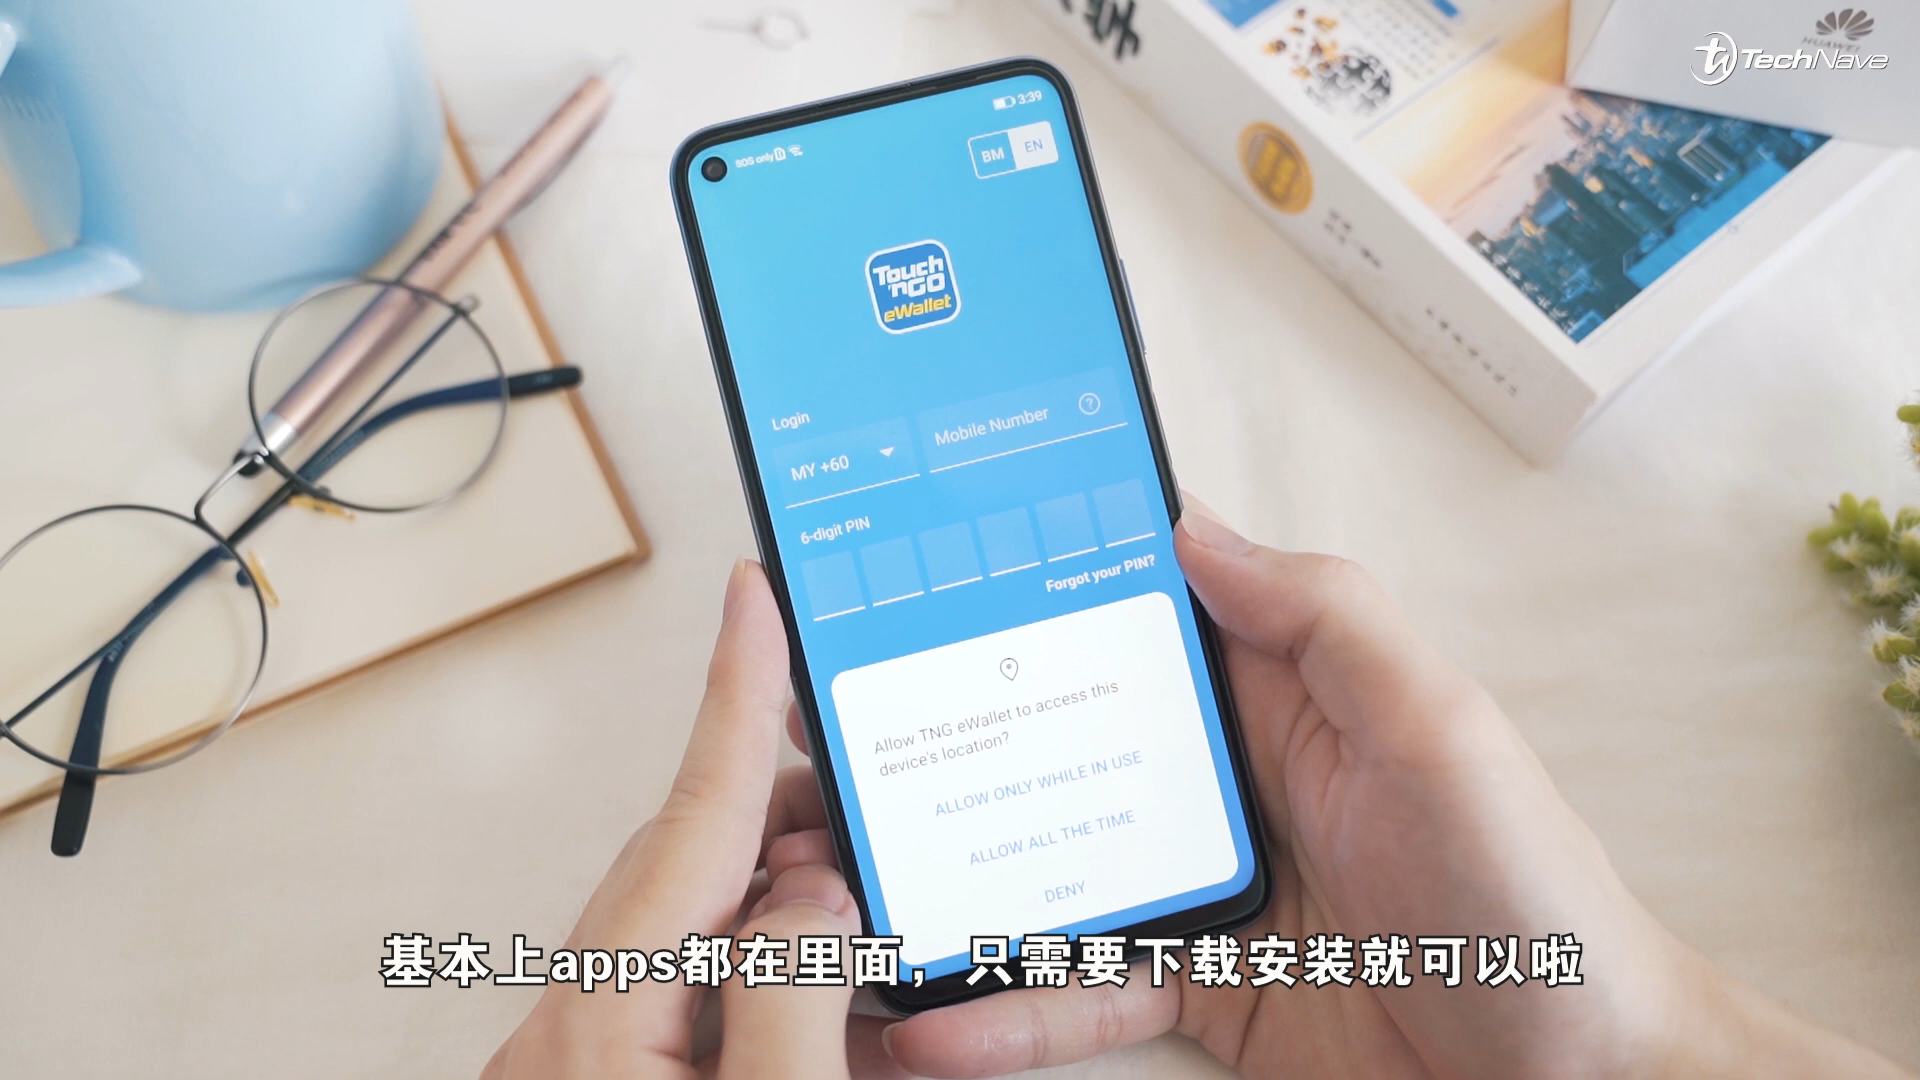 HUAWEI
TechNave
3:39
SOS only
BM EN
Touch
'nGO
eWallet
Login
MY +60
Mobile Number
?
6-digit PIN
Forgot your PIN?
Allow TNG eWallet to access this
device's location?
ALLOW ONLY WHILE IN USE
ALLOW ALL THE TIME
DENY
基本上apps都在里面，只需要下载安装就可以啦